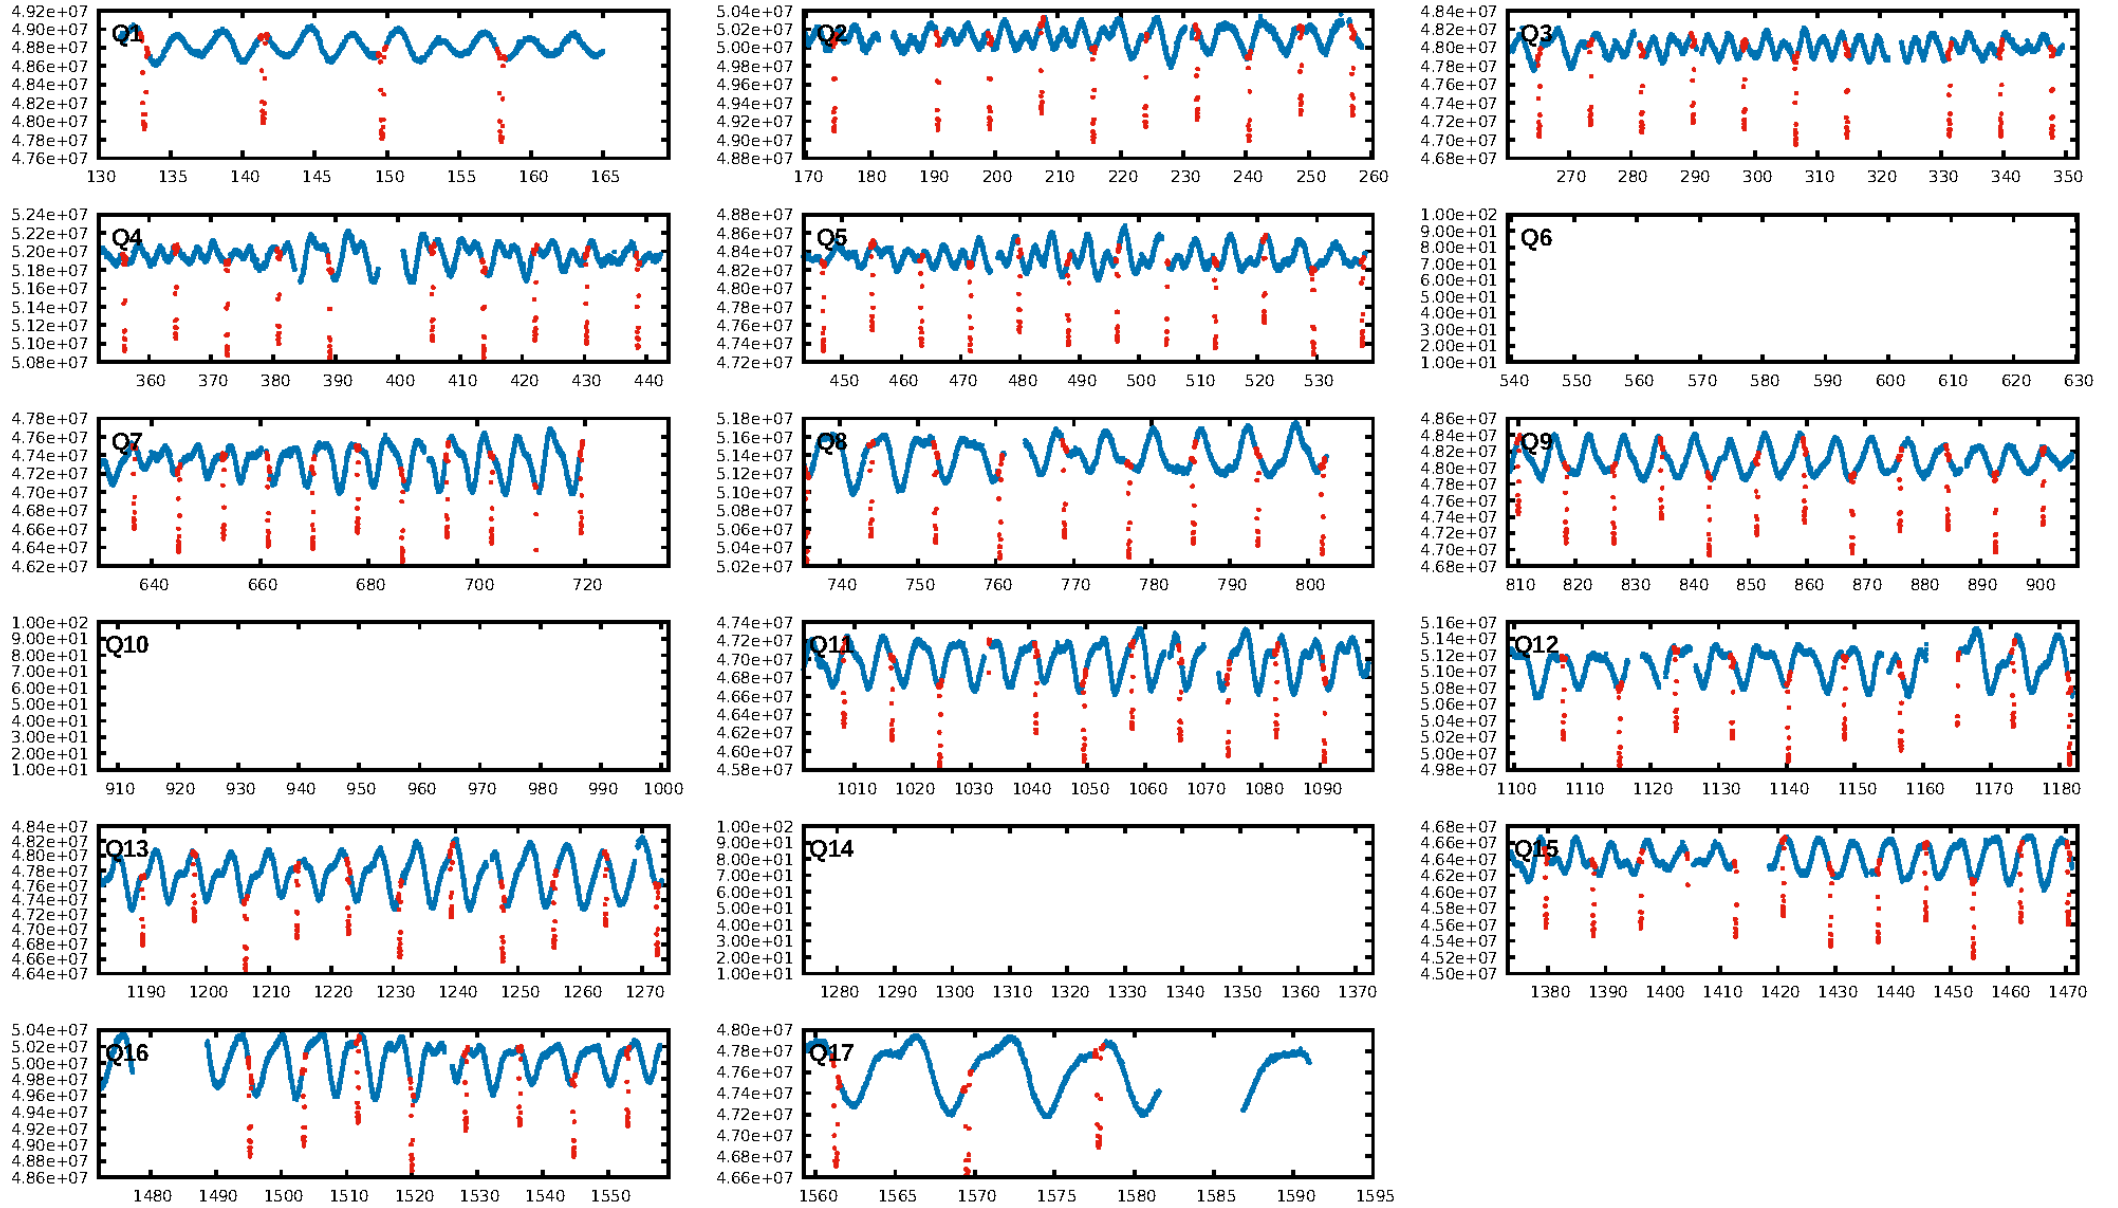 4.92e+07
4.90e+07
4.88e+07
4.86e+07
4.84e+07
4.82e+07
4.80e+07
4.78e+07
4.76e+07
Q1
130 135 140 145 150 155 160 165
5.04e+07
5.02e+07
5.00e+07
4.98e+07
4.96e+07
4.94e+07
4.92e+07
4.90e+07
4.88e+07
Q2
170 180 190 200 210 220 230 240 250 260
4.84e+07
4.82e+07
4.80e+07
4.78e+07
4.76e+07
4.74e+07
4.72e+07
4.70e+07
4.68e+07
Q3
270 280 290 300 310 320 330 340 350
5.24e+07
5.22e+07
5.20e+07
5.18e+07
5.16e+07
5.14e+07
5.12e+07
5.10e+07
5.08e+07
Q4
360 370 380 390 400 410 420 430 440
4.88e+07
4.86e+07
4.84e+07
4.82e+07
4.80e+07
4.78e+07
4.76e+07
4.74e+07
4.72e+07
Q5
450 460 470 480 490 500 510 520 530
1.00e+02
9.00e+01
8.00e+01
7.00e+01
6.00e+01
5.00e+01
4.00e+01
3.00e+01
2.00e+01
1.00e+01
Q6
540 550 560 570 580 590 600 610 620 630
4.78e+07
4.76e+07
4.74e+07
4.72e+07
4.70e+07
4.68e+07
4.66e+07
4.64e+07
4.62e+07
Q7
640 660 680 700 720
5.18e+07
5.16e+07
5.14e+07
5.12e+07
5.10e+07
5.08e+07
5.06e+07
5.04e+07
5.02e+07
Q8
740 750 760 770 780 790 800
4.86e+07
4.84e+07
4.82e+07
4.80e+07
4.78e+07
4.76e+07
4.74e+07
4.72e+07
4.70e+07
4.68e+07
Q9
810 820 830 840 850 860 870 880 890 900
1.00e+02
9.00e+01
8.00e+01
7.00e+01
6.00e+01
5.00e+01
4.00e+01
3.00e+01
2.00e+01
1.00e+01
Q10
910 920 930 940 950 960 970 980 990 1000
4.74e+07
4.72e+07
4.70e+07
4.68e+07
4.66e+07
4.64e+07
4.62e+07
4.60e+07
4.58e+07
Q11
1010 1020 1030 1040 1050 1060 1070 1080 1090
5.16e+07
5.14e+07
5.12e+07
5.10e+07
5.08e+07
5.06e+07
5.04e+07
5.02e+07
5.00e+07
4.98e+07
Q12
1100 1110 1120 1130 1140 1150 1160 1170 1180
4.84e+07
4.82e+07
4.80e+07
4.78e+07
4.76e+07
4.74e+07
4.72e+07
4.70e+07
4.68e+07
4.66e+07
4.64e+07
Q13
1190 1200 1210 1220 1230 1240 1250 1260 1270
1.00e+02
9.00e+01
8.00e+01
7.00e+01
6.00e+01
5.00e+01
4.00e+01
3.00e+01
2.00e+01
1.00e+01
Q14
1280 1290 1300 1310 1320 1330 1340 1350 1360 1370
4.68e+07
4.66e+07
4.64e+07
4.62e+07
4.60e+07
4.58e+07
4.56e+07
4.54e+07
4.52e+07
4.50e+07
Q15
1380 1390 1400 1410 1420 1430 1440 1450 1460 1470
5.04e+07
5.02e+07
5.00e+07
4.98e+07
4.96e+07
4.94e+07
4.92e+07
4.90e+07
4.88e+07
4.86e+07
Q16
1480 1490 1500 1510 1520 1530 1540 1550
4.80e+07
4.78e+07
4.76e+07
4.74e+07
4.72e+07
4.70e+07
4.68e+07
4.66e+07
Q17
1560 1565 1570 1575 1580 1585 1590 1595